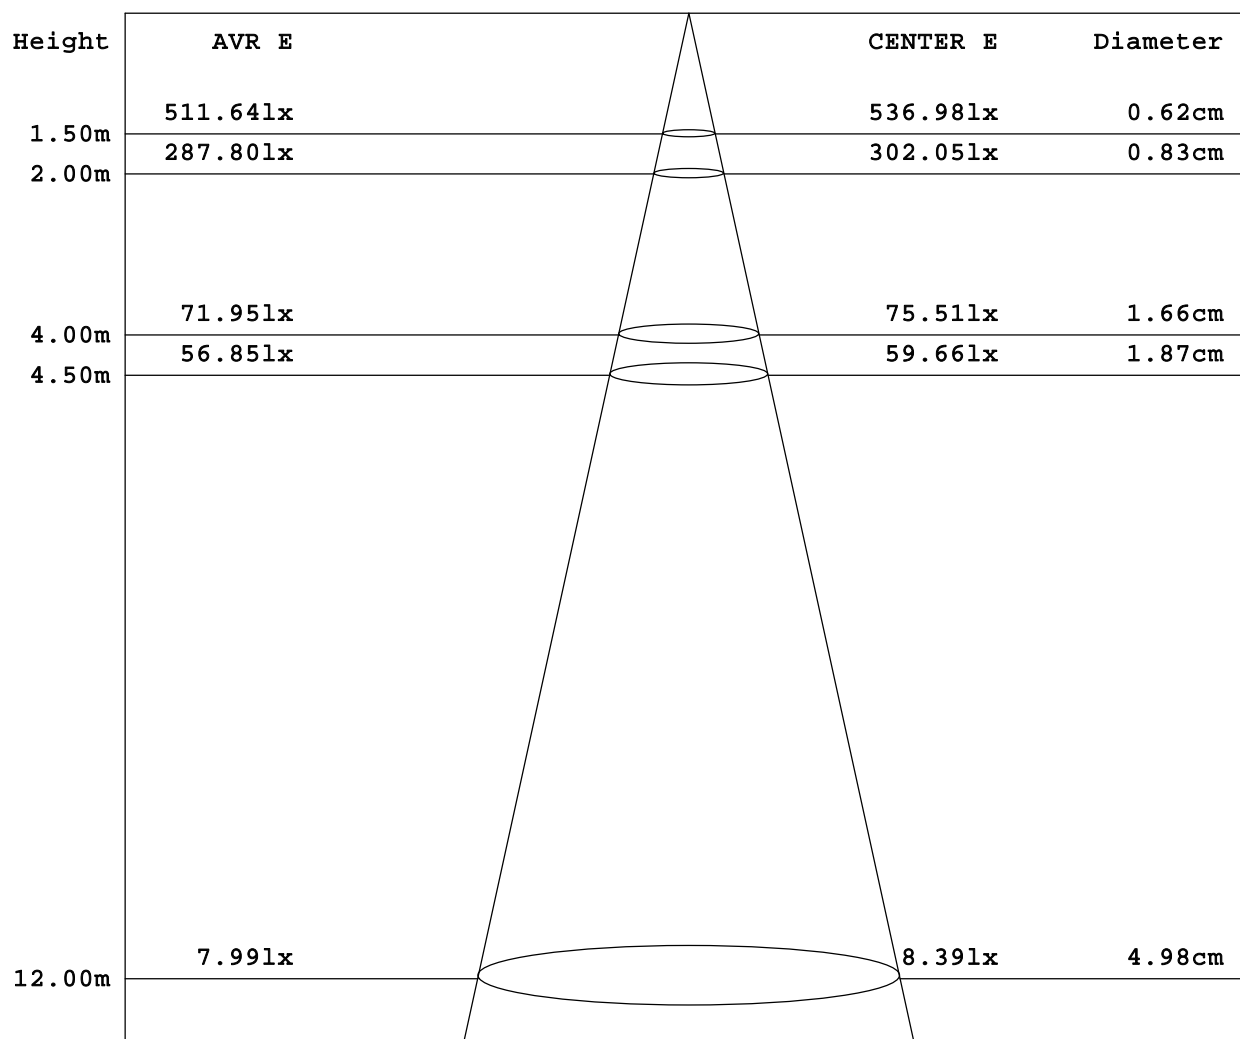 Height AVR E CENTER E Diameter
511.64lx 536.98lx 0.62cm
1.50m
287.80lx 302.05lx 0.83cm
2.00m
71.95lx 75.51lx 1.66cm
4.00m
56.85lx 59.66lx 1.87cm
4.50m
7.99lx 8.39lx 4.98cm
12.00m